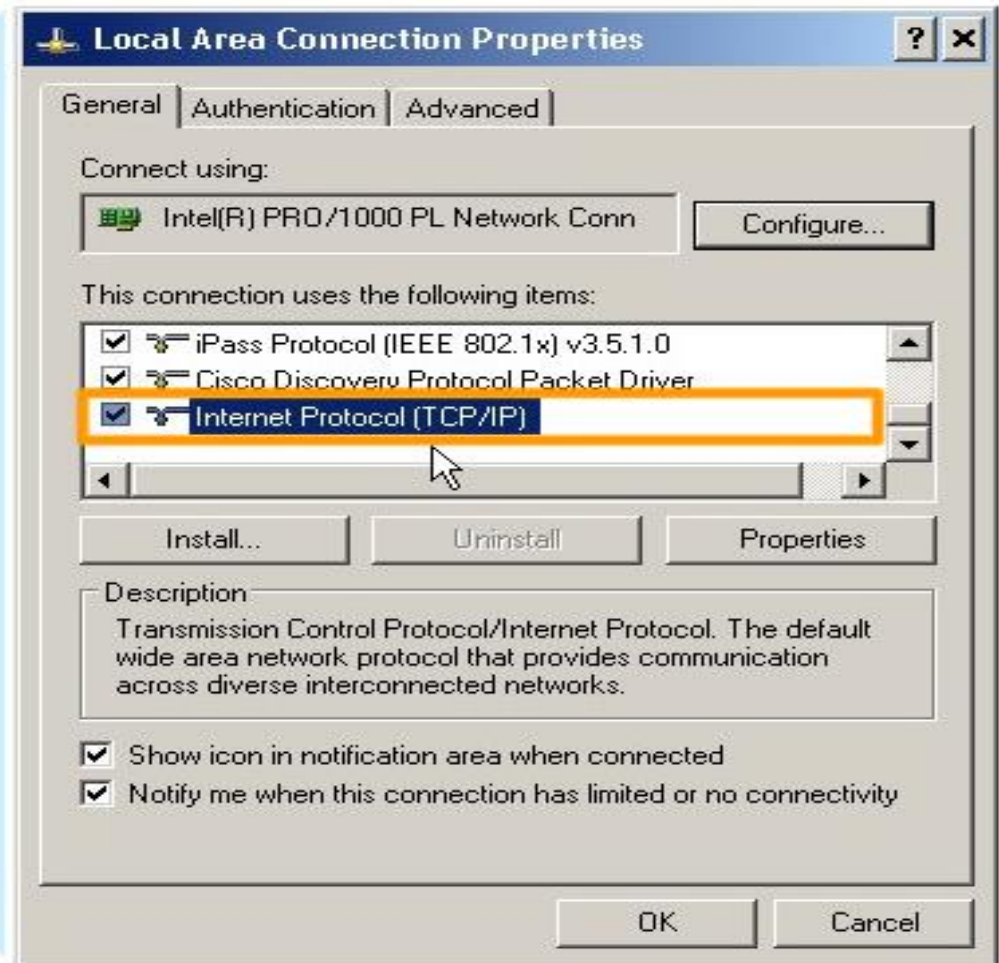 Local Area Connection Properties
General Authentication Advanced
Connect using:
Intel(R) PRO/1000 PL Network Conn Configure...
This connection uses the following items:
iPass Protocol (IEEE 802.1x) v3.5.1.0
Cisco Discovery Protocol Packet Driver
Internet Protocol (TCP/IP)
Install... Uninstall Properties
Description
Transmission Control Protocol/Internet Protocol. The default
wide area network protocol that provides communication
across diverse interconnected networks.
Show icon in notification area when connected
Notify me when this connection has limited or no connectivity
OK Cancel